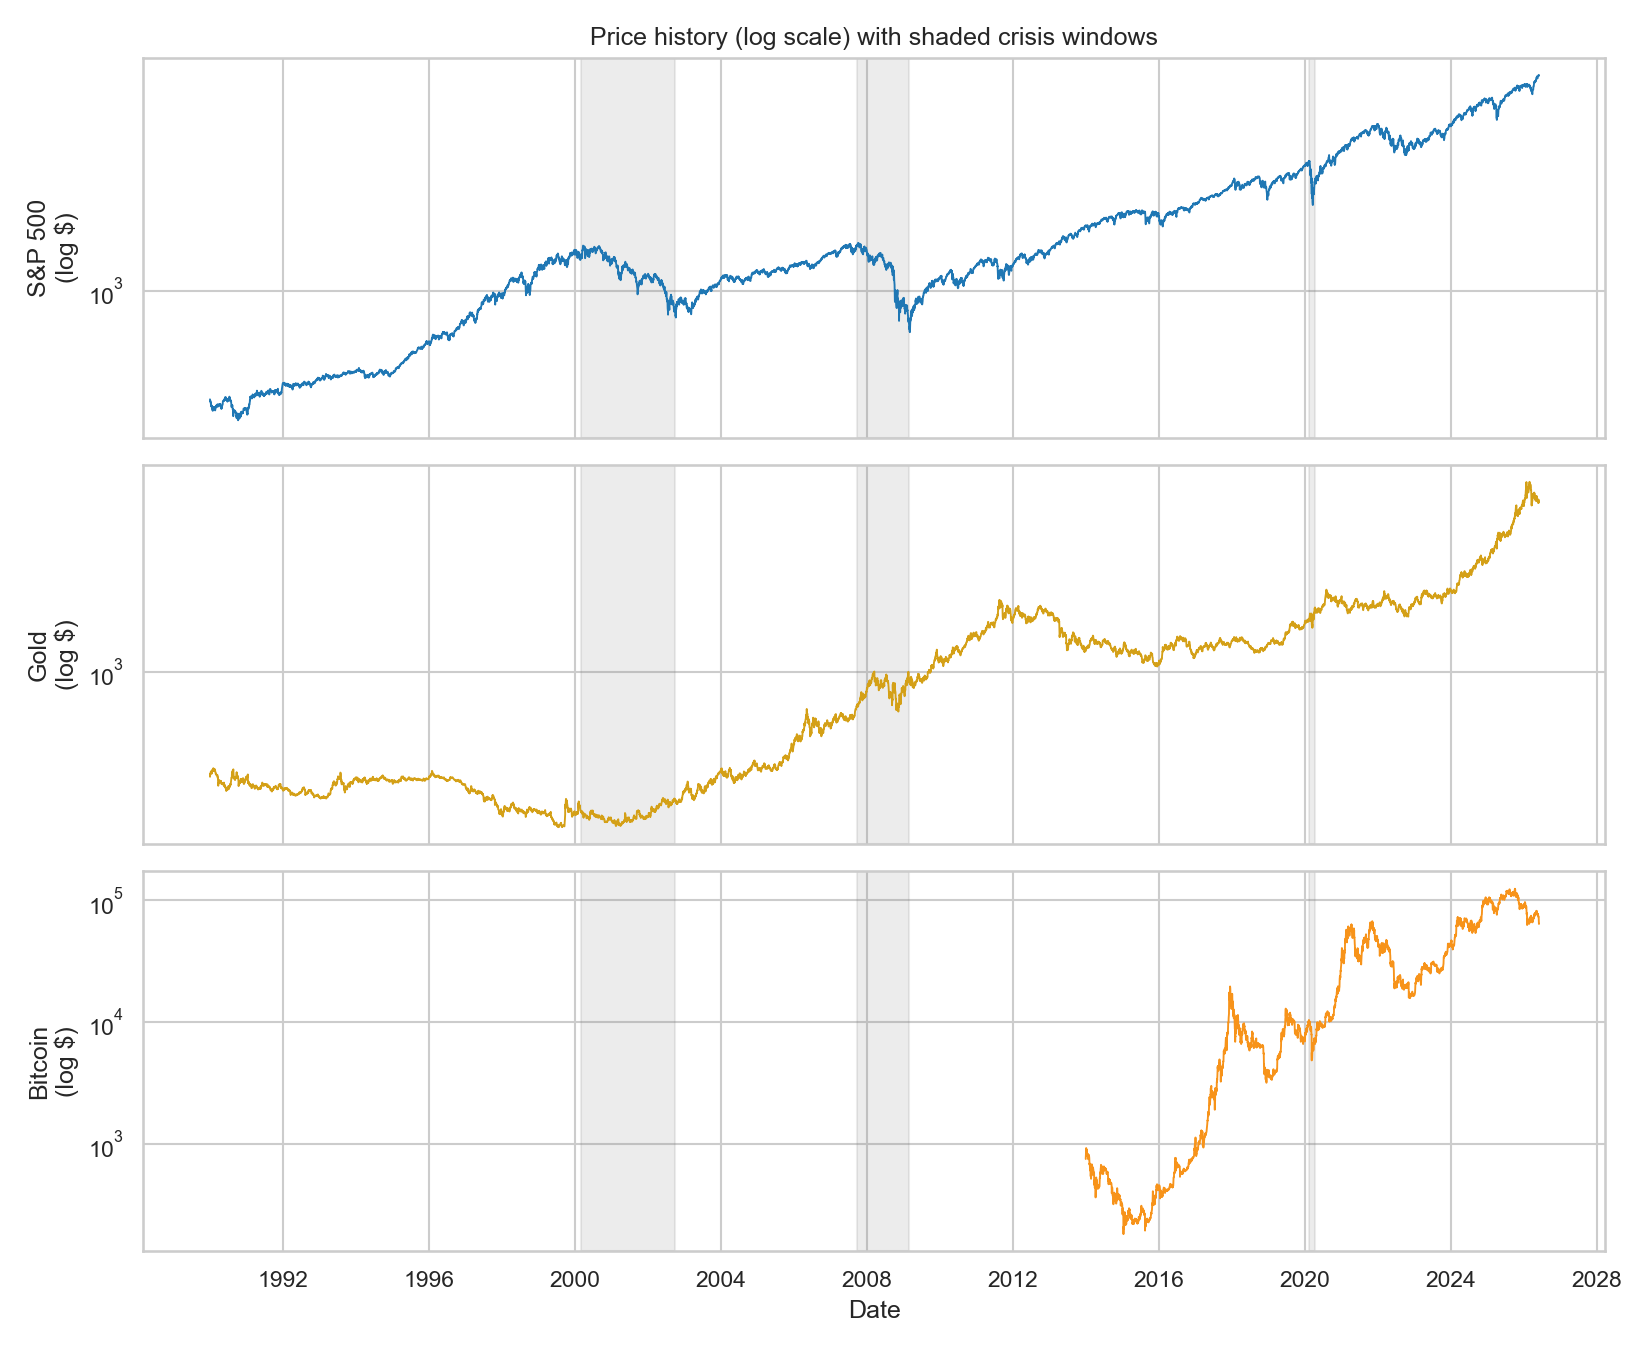 Price history (log scale) with shaded crisis windows
S&P 500
(log $)
10³
Gold
(log $)
10³
Bitcoin
(log $)
10⁵
10⁴
10³
1992 1996 2000 2004 2008 2012 2016 2020 2024 2028
Date